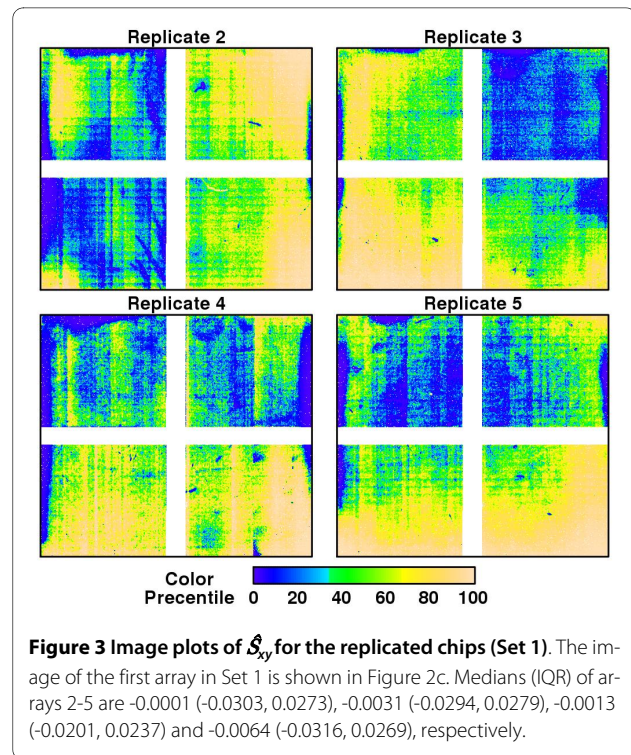 Replicate 2
Replicate 3
Replicate 4
Replicate 5
Color
Precentile
0 20 40 60 80 100
Figure 3 Image plots of Ŝxy for the replicated chips (Set 1). The im-
age of the first array in Set 1 is shown in Figure 2c. Medians (IQR) of ar-
rays 2-5 are -0.0001 (-0.0303, 0.0273), -0.0031 (-0.0294, 0.0279), -0.0013
(-0.0201, 0.0237) and -0.0064 (-0.0316, 0.0269), respectively.